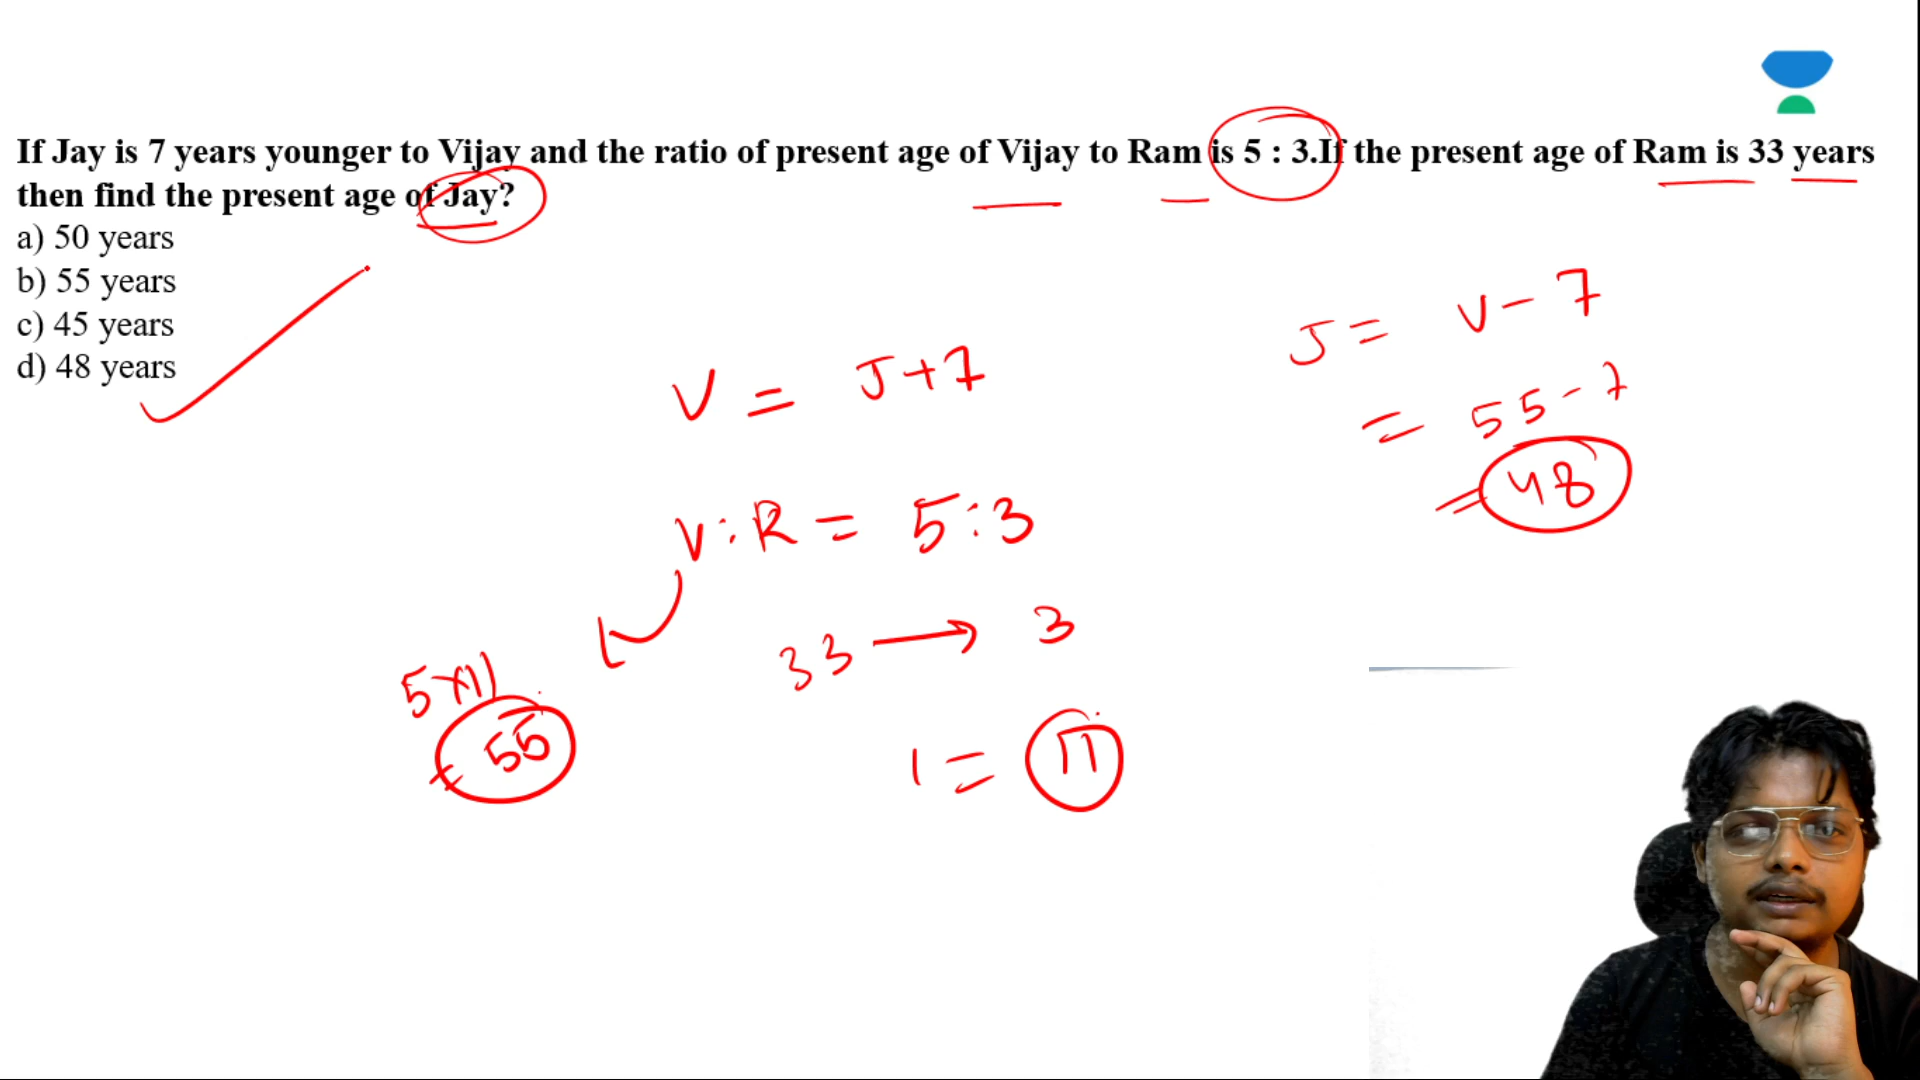 If Jay is 7 years younger to Vijay and the ratio of present age of Vijay to Ram is 5 : 3.If the present age of Ram is 33 years
then find the present age of Jay?
a) 50 years
b) 55 years
c) 45 years
d) 48 years
V = J+7
J = V-7
= 55-7
= 48
V:R = 5:3
33 → 3
1 = 11
5×11
= 55